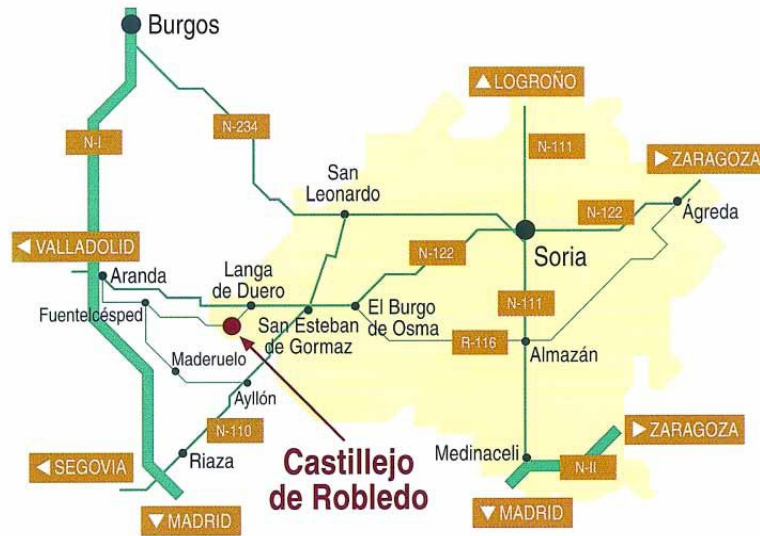 Burgos
▲LOGROÑO
N-234
N-I
N-111
▶ZARAGOZA
San
Leonardo
N-122
Ágreda
◀VALLADOLID
Soria
N-122
Aranda
Langa
de Duero
N-111
Fuentelcésped
San Esteban
de Gormaz
El Burgo
de Osma
R-116
Almazán
Maderuelo
Ayllón
N-110
Riaza
Castillejo
de Robledo
Medinaceli
▶ZARAGOZA
N-II
◀SEGOVIA
▼MADRID
▼MADRID